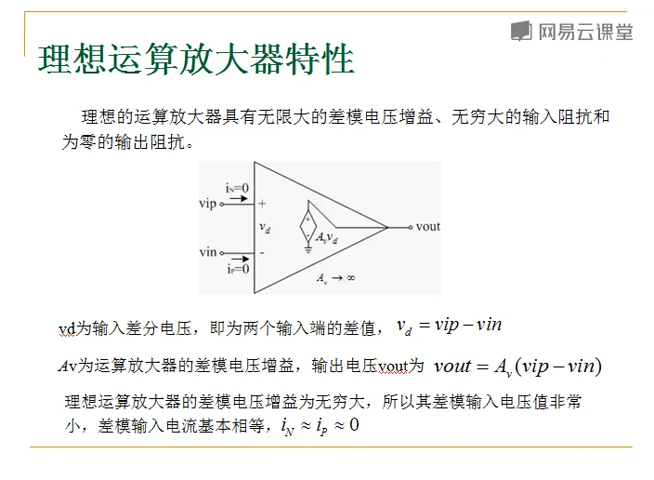 网易云课堂
理想运算放大器特性
理想的运算放大器具有无限大的差模电压增益、无穷大的输入阻抗和
为零的输出阻抗。
iN=0
vip
+
vd
+
-
Avvd
vout
vin
-
iP=0
Av → ∞
vd为输入差分电压，即为两个输入端的差值，vd = vip − vin
Av为运算放大器的差模电压增益，输出电压vout为 vout = Av(vip − vin)
理想运算放大器的差模电压增益为无穷大，所以其差模输入电压值非常
小，差模输入电流基本相等，iN ≈ iP ≈ 0